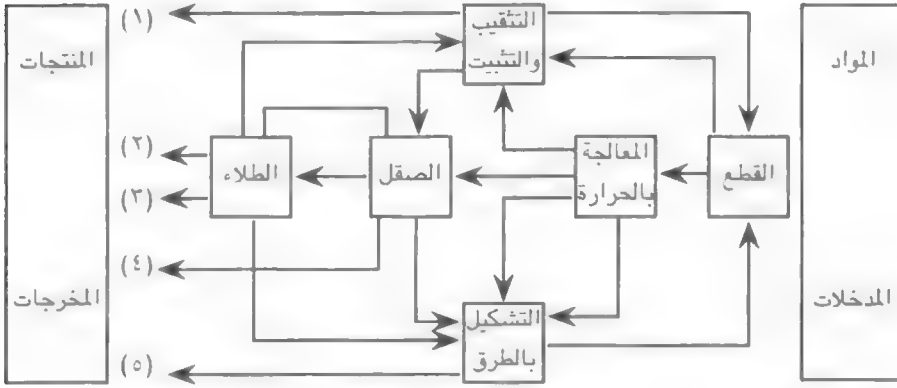 المواد
المدخلات
القطع
المعالجة
بالحرارة
التثقيب
والتثبيت
الصقل
التشكيل
بالطرق
الطلاء
(١)
(٢)
(٣)
(٤)
(٥)
المنتجات
المخرجات